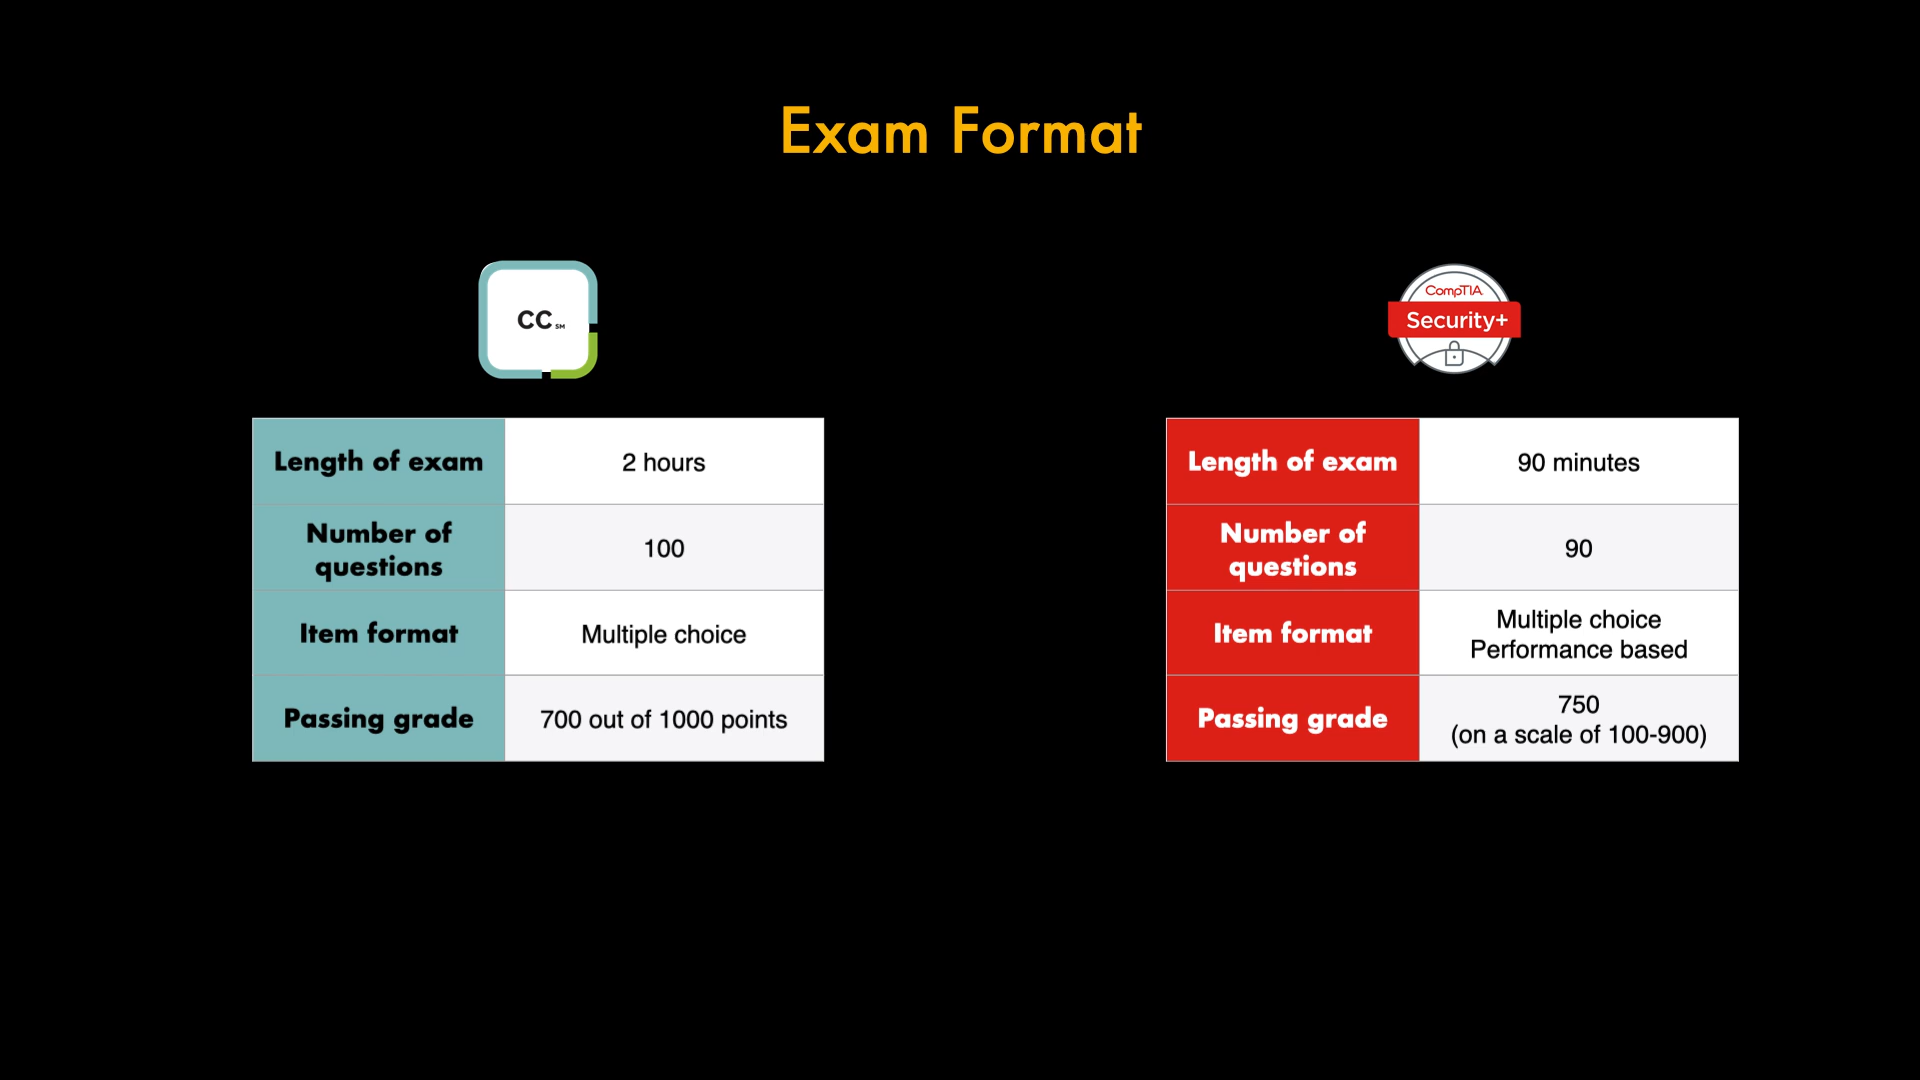 Exam Format
CC SM
Length of exam
2 hours
Number of
questions
100
Item format
Multiple choice
Passing grade
700 out of 1000 points
CompTIA
Security+
Length of exam
90 minutes
Number of
questions
90
Item format
Multiple choice
Performance based
Passing grade
750
(on a scale of 100-900)